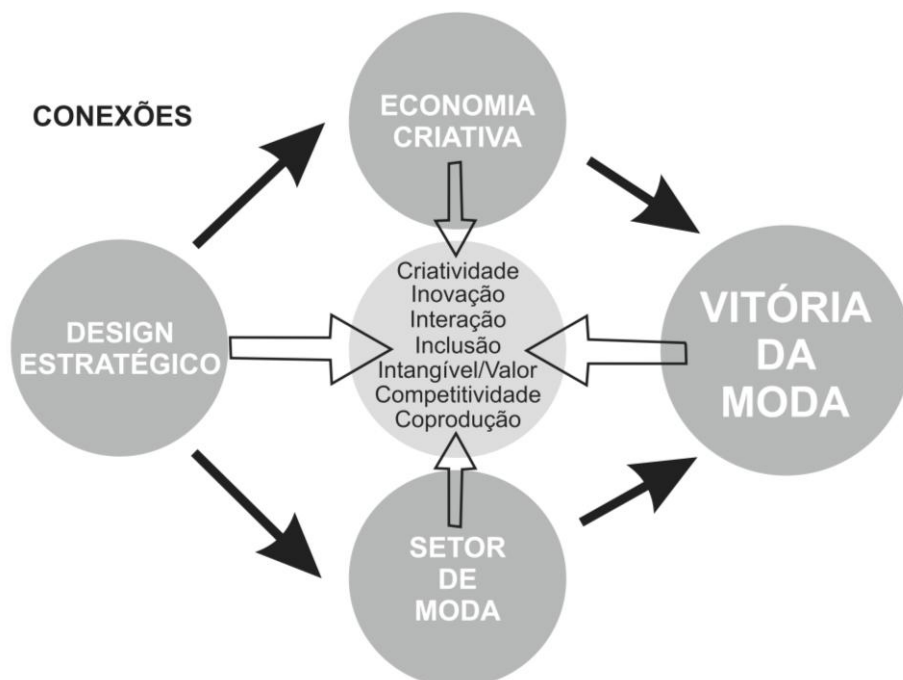 CONEXÕES
ECONOMIA
CRIATIVA
DESIGN
ESTRATÉGICO
Criatividade
Inovação
Interação
Inclusão
Intangível/Valor
Competitividade
Coprodução
VITÓRIA
DA
MODA
SETOR
DE
MODA